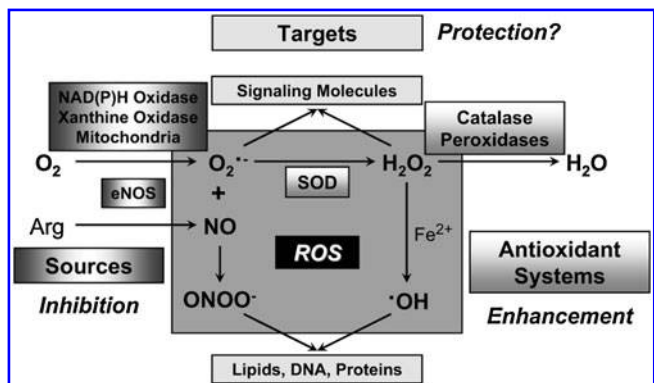 Targets
Protection?
NAD(P)H Oxidase
Xanthine Oxidase
Mitochondria
Signaling Molecules
Catalase
Peroxidases
O₂
O₂•-
SOD
H₂O₂
H₂O
eNOS
+
Arg
NO
Fe²⁺
ROS
Sources
Antioxidant
Systems
Inhibition
ONOO⁻
•OH
Enhancement
Lipids, DNA, Proteins